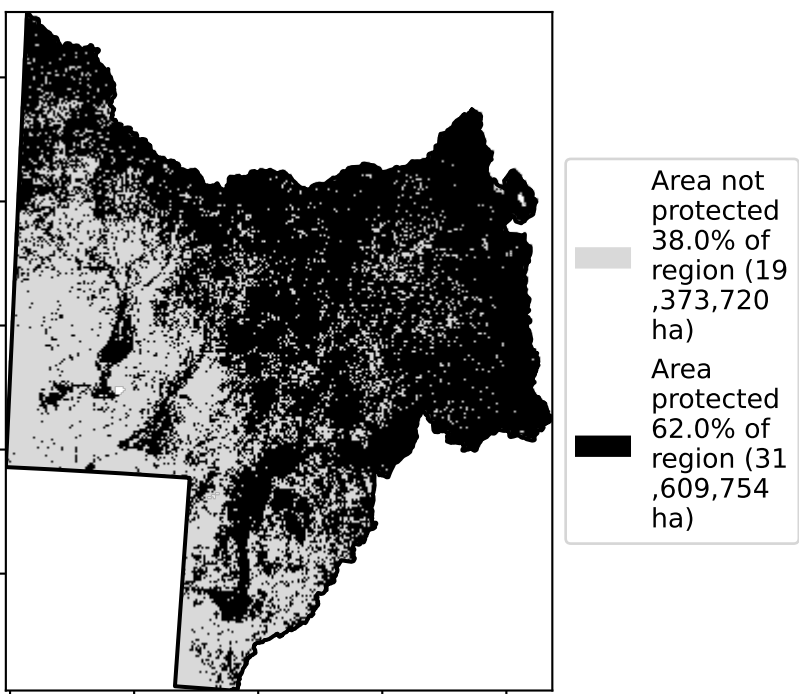 Area not
protected
38.0% of
region (19
,373,720
ha)
Area
protected
62.0% of
region (31
,609,754
ha)